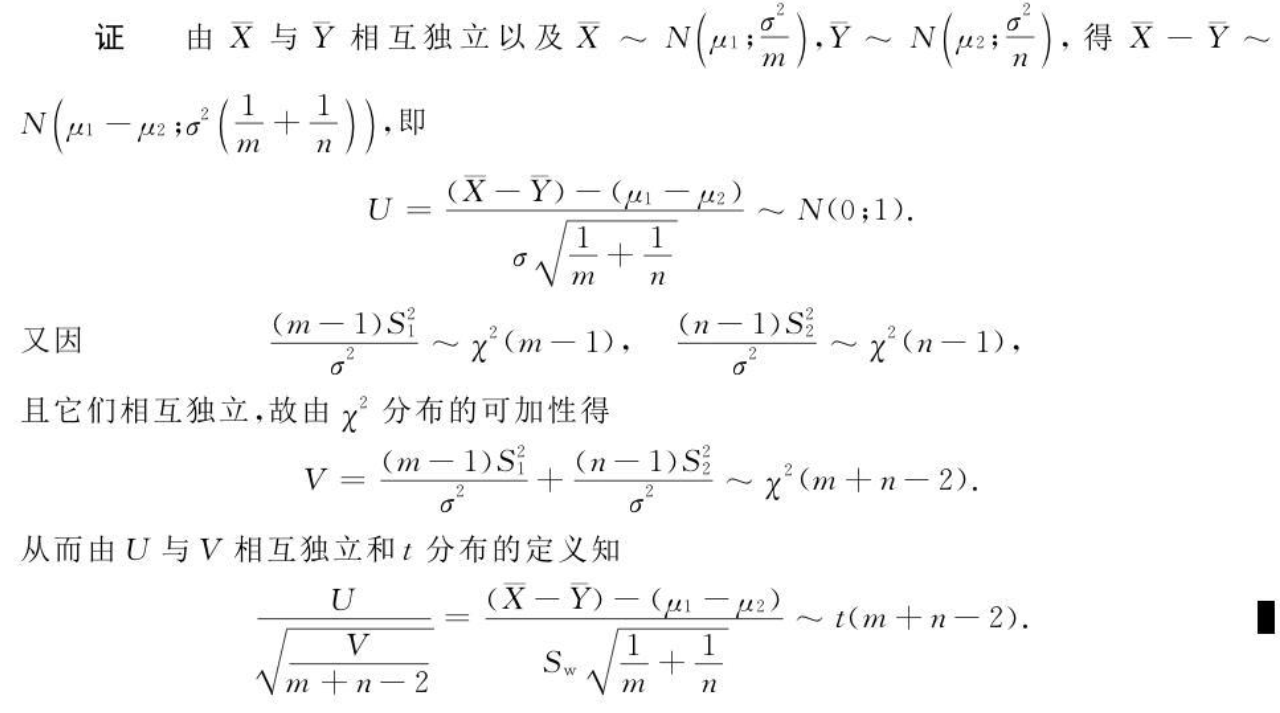 证 由 $\overline{X}$ 与 $\overline{Y}$ 相互独立以及 $\overline{X} \sim N\left(\mu_1;\frac{\sigma^2}{m}\right),\overline{Y} \sim N\left(\mu_2;\frac{\sigma^2}{n}\right)$, 得 $\overline{X} - \overline{Y} \sim$
$N\left(\mu_1 - \mu_2;\sigma^2\left(\frac{1}{m} + \frac{1}{n}\right)\right)$,即
$U = \frac{(\overline{X} - \overline{Y}) - (\mu_1 - \mu_2)}{\sigma\sqrt{\frac{1}{m} + \frac{1}{n}}} \sim N(0;1).$
又因 $\frac{(m-1)S_1^2}{\sigma^2} \sim \chi^2(m-1), \quad \frac{(n-1)S_2^2}{\sigma^2} \sim \chi^2(n-1),$
且它们相互独立,故由 $\chi^2$ 分布的可加性得
$V = \frac{(m-1)S_1^2}{\sigma^2} + \frac{(n-1)S_2^2}{\sigma^2} \sim \chi^2(m+n-2).$
从而由 $U$ 与 $V$ 相互独立和 $t$ 分布的定义知
$\frac{U}{\sqrt{\frac{V}{m+n-2}}} = \frac{(\overline{X} - \overline{Y}) - (\mu_1 - \mu_2)}{S_w\sqrt{\frac{1}{m} + \frac{1}{n}}} \sim t(m+n-2).$ ∎